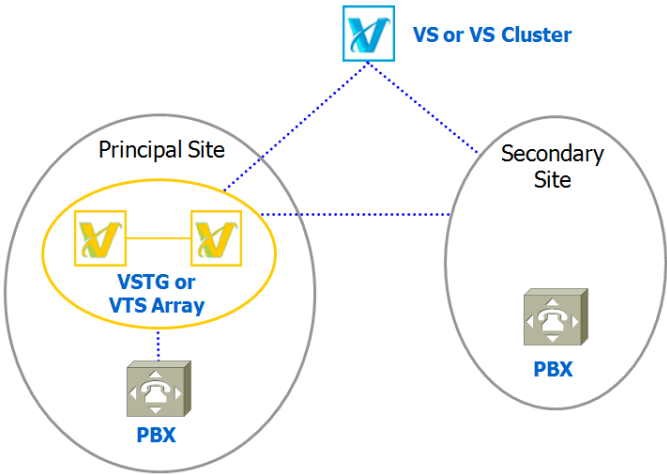 VS or VS Cluster
Principal Site
Secondary
Site
VSTG or
VTS Array
PBX
PBX